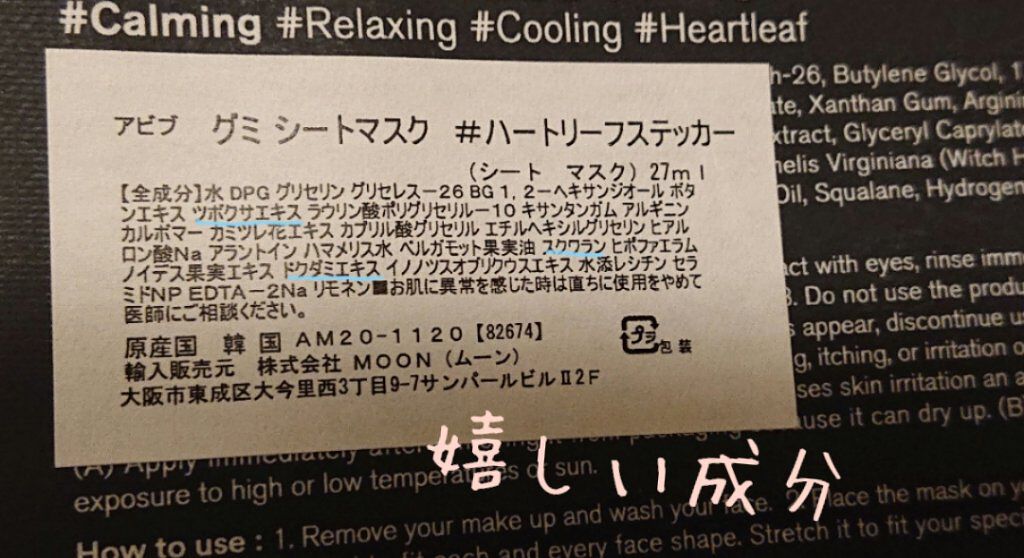 #Calming #Relaxing #Cooling #Heartleaf
アビブ グミ シートマスク #ハートリーフステッカー
(シート マスク) 27ml
【全成分】水 DPG グリセリン グリセレス-26 BG 1, 2-ヘキサンジオール ボタ
ンエキス ツボクサエキス ラウリン酸ポリグリセリル-10 キサンタンガム アルギニン
カルボマー カミツレ花エキス カプリル酸グリセリル エチルヘキシルグリセリン ヒアル
ロン酸Na アラントイン ハマメリス水 ベルガモット果実油 スクワラン ヒポファエラム
ノイデス果実エキス ドクダミエキス イノノツスオブリクウスエキス 水添レシチン セラ
ミドNP EDTA-2Na リモネン■お肌に異常を感じた時は直ちに使用をやめて
医師にご相談ください。
原産国 韓国 AM20-1120【82674】
輸入販売元 株式会社 MOON (ムーン)
大阪市東成区大今里西3丁目9-7サンパールビルⅡ2F
プラ 包装
h-26, Butylene Glycol, 1
te, Xanthan Gum, Arginin
xtract, Glyceryl Caprylate
melis Virginiana (Witch H
Oil, Squalane, Hydrogen
act with eyes, rinse imme
3. Do not use the produ
s appear, discontinue u
g, itching, or irritation o
ses skin irritation an a
use it can dry up. (B)
(A) Apply immediately after
exposure to high or low temperatures or sun.
嬉しい成分
How to use : 1. Remove your make up and wash your face. 2. Place the mask on yo
each and every face shape. Stretch it to fit your speci